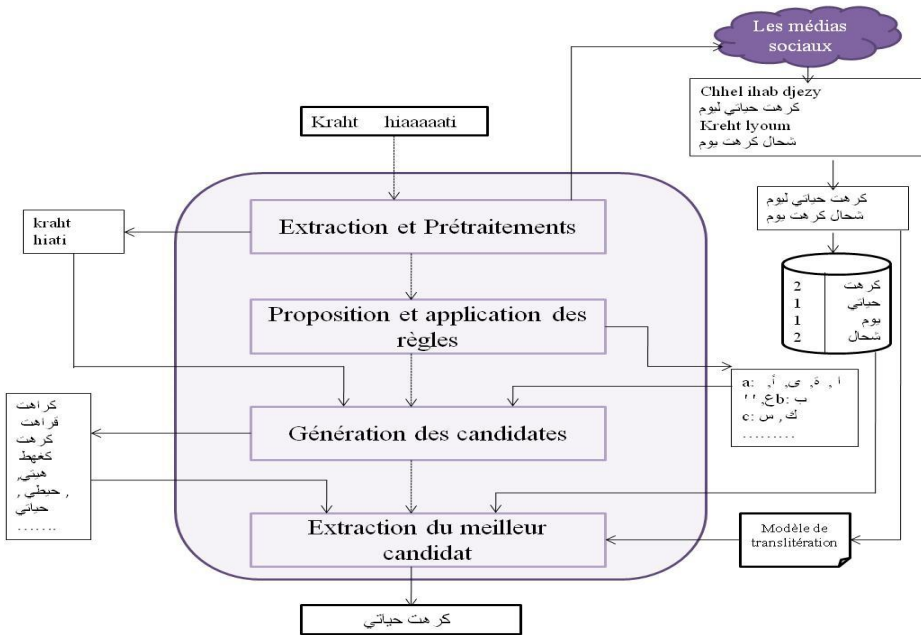 Les médias
sociaux
Chhel ihab djezy
كرهت حياتي ليوم
Kreht lyoum
شحال كرهت يوم
Kraht hiaaaaati
كرهت حياتي ليوم
شحال كرهت يوم
Extraction et Prétraitements
kraht
hiati
2 كرهت
1 حياتي
1 يوم
2 شحال
Proposition et application des
règles
a: ا , ة, ى, أ,
ع, ' 'b: ب
c: ك , س
.........
كراهت
قراهت
كرهت
كغهط
هيتي,
, حيطي ,
حياتي
.......
Génération des candidates
Extraction du meilleur
candidat
Modèle de
translitération
كرهت حياتي